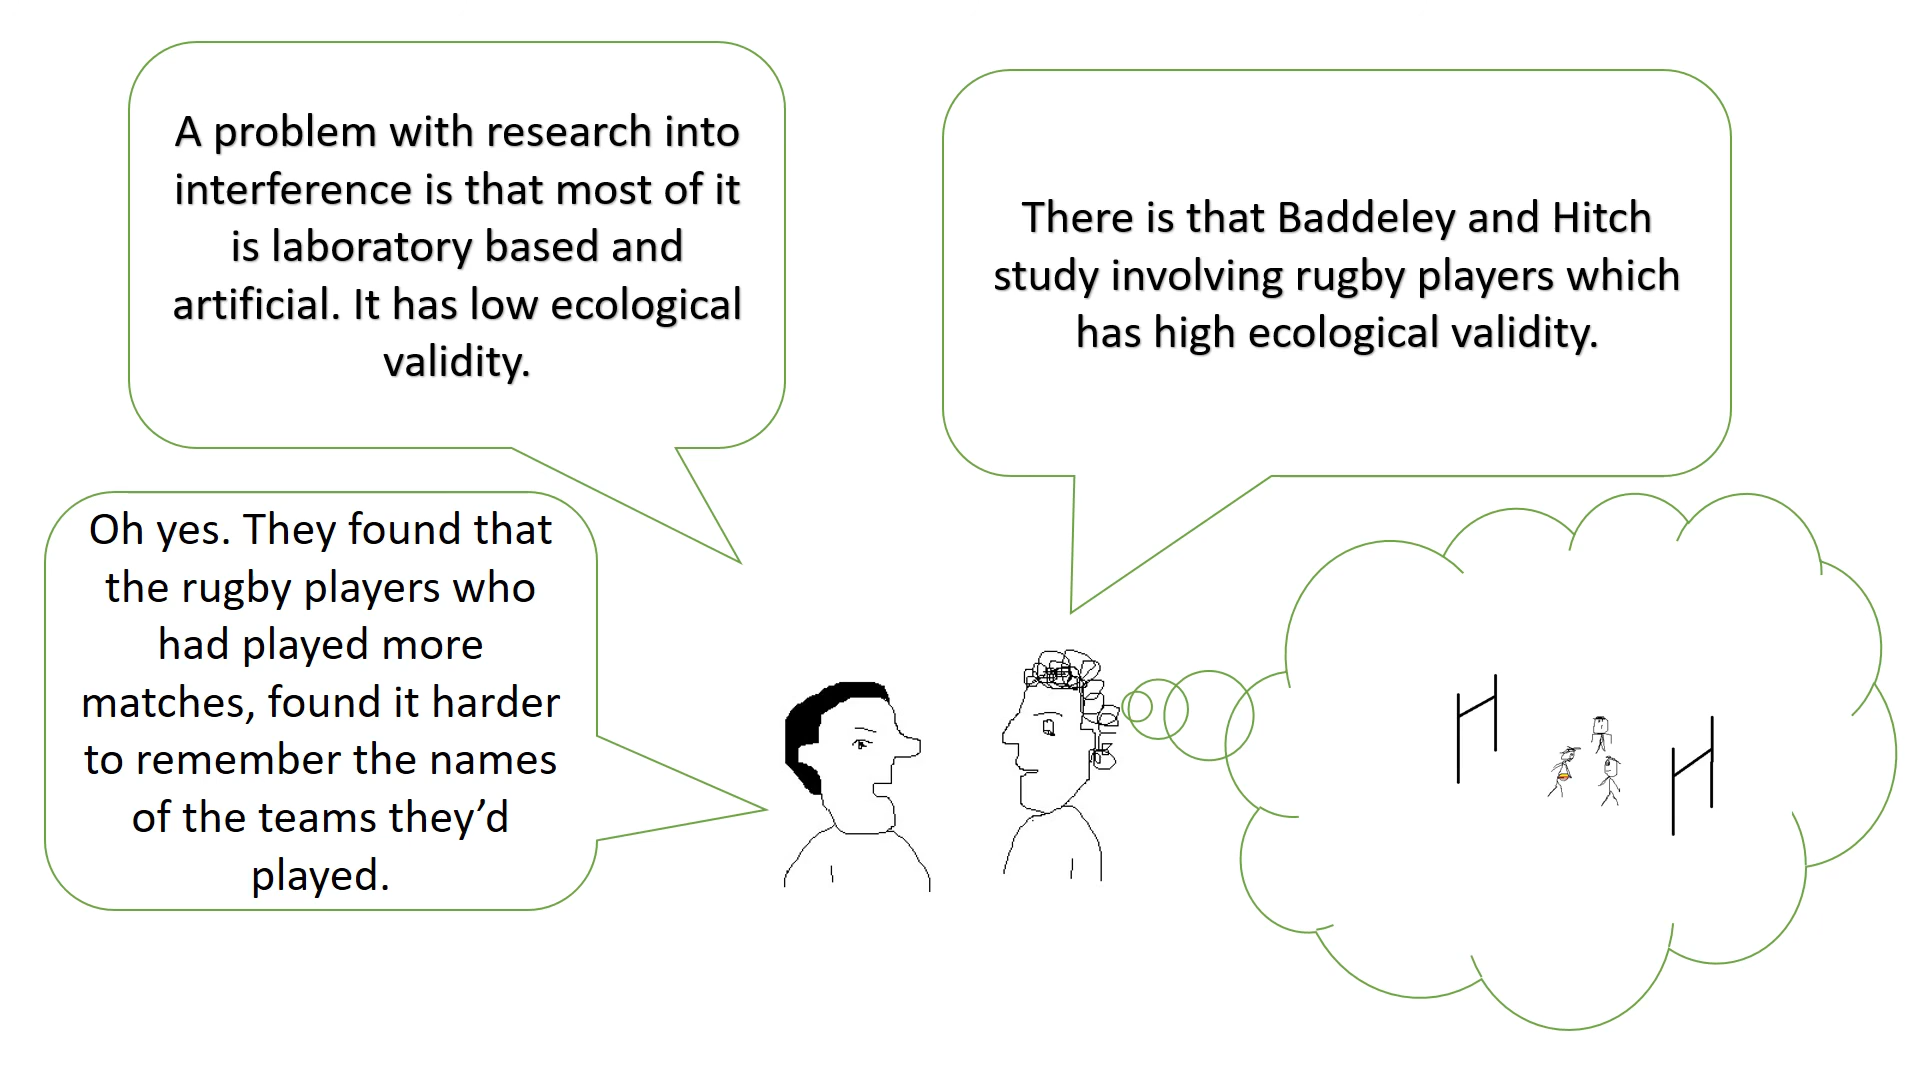 A problem with research into
interference is that most of it
is laboratory based and
artificial. It has low ecological
validity.
There is that Baddeley and Hitch
study involving rugby players which
has high ecological validity.
Oh yes. They found that
the rugby players who
had played more
matches, found it harder
to remember the names
of the teams they’d
played.